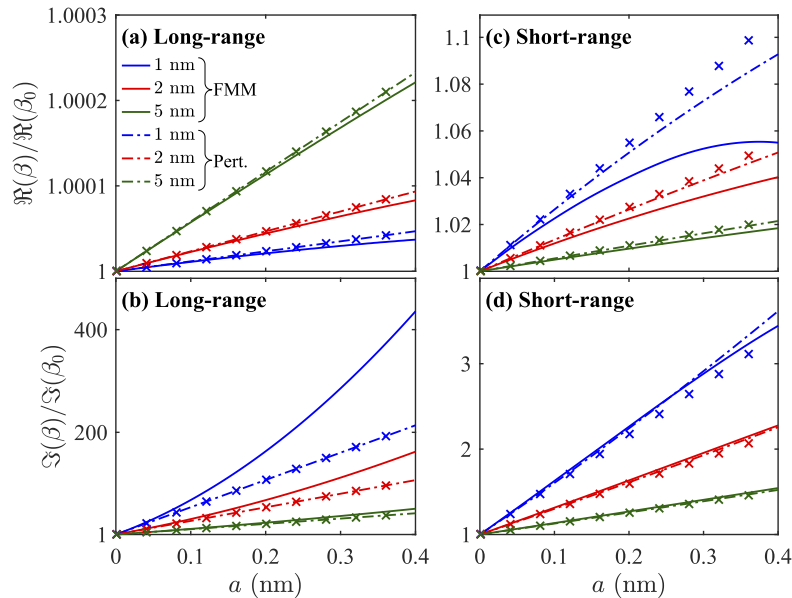 1.0003
(a) Long-range
1 nm
2 nm
5 nm
FMM
1 nm
2 nm
5 nm
Pert.
1.0002
1.0001
1
ℜ(β)/ℜ(β₀)
(c) Short-range
1.1
1.08
1.06
1.04
1.02
1
(b) Long-range
400
200
1
ℑ(β)/ℑ(β₀)
0 0.1 0.2 0.3 0.4
a (nm)
(d) Short-range
3
2
1
0 0.1 0.2 0.3 0.4
a (nm)